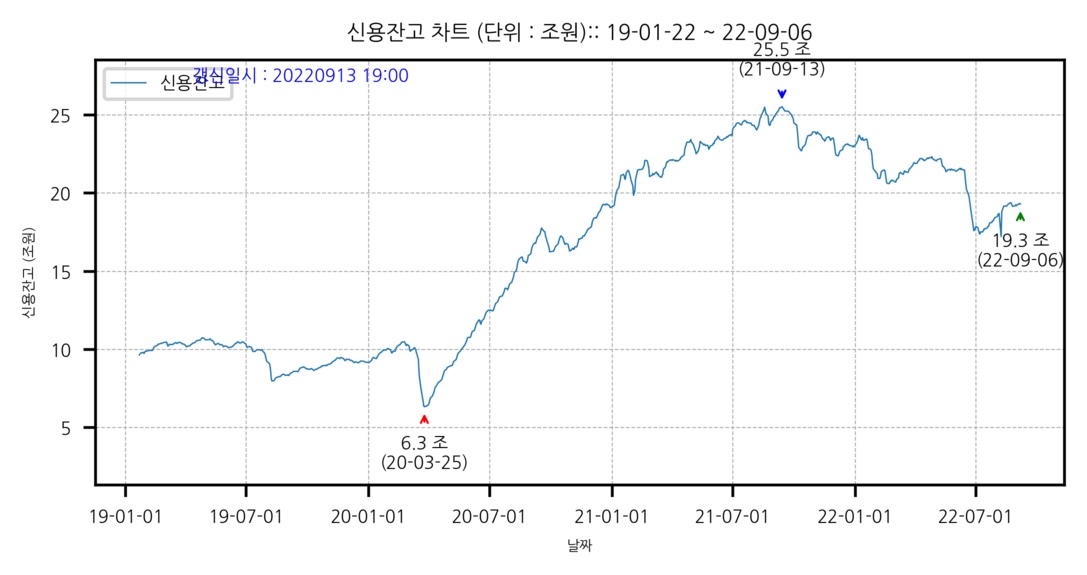 신용잔고 차트 (단위 : 조원):: 19-01-22 ~ 22-09-06
25.5 조
(21-09-13)
갱신일시 : 20220913 19:00
신용잔고
25
20
15
10
5
신용잔고 (조원)
19.3 조
(22-09-06)
6.3 조
(20-03-25)
19-01-01 19-07-01 20-01-01 20-07-01 21-01-01 21-07-01 22-01-01 22-07-01
날짜